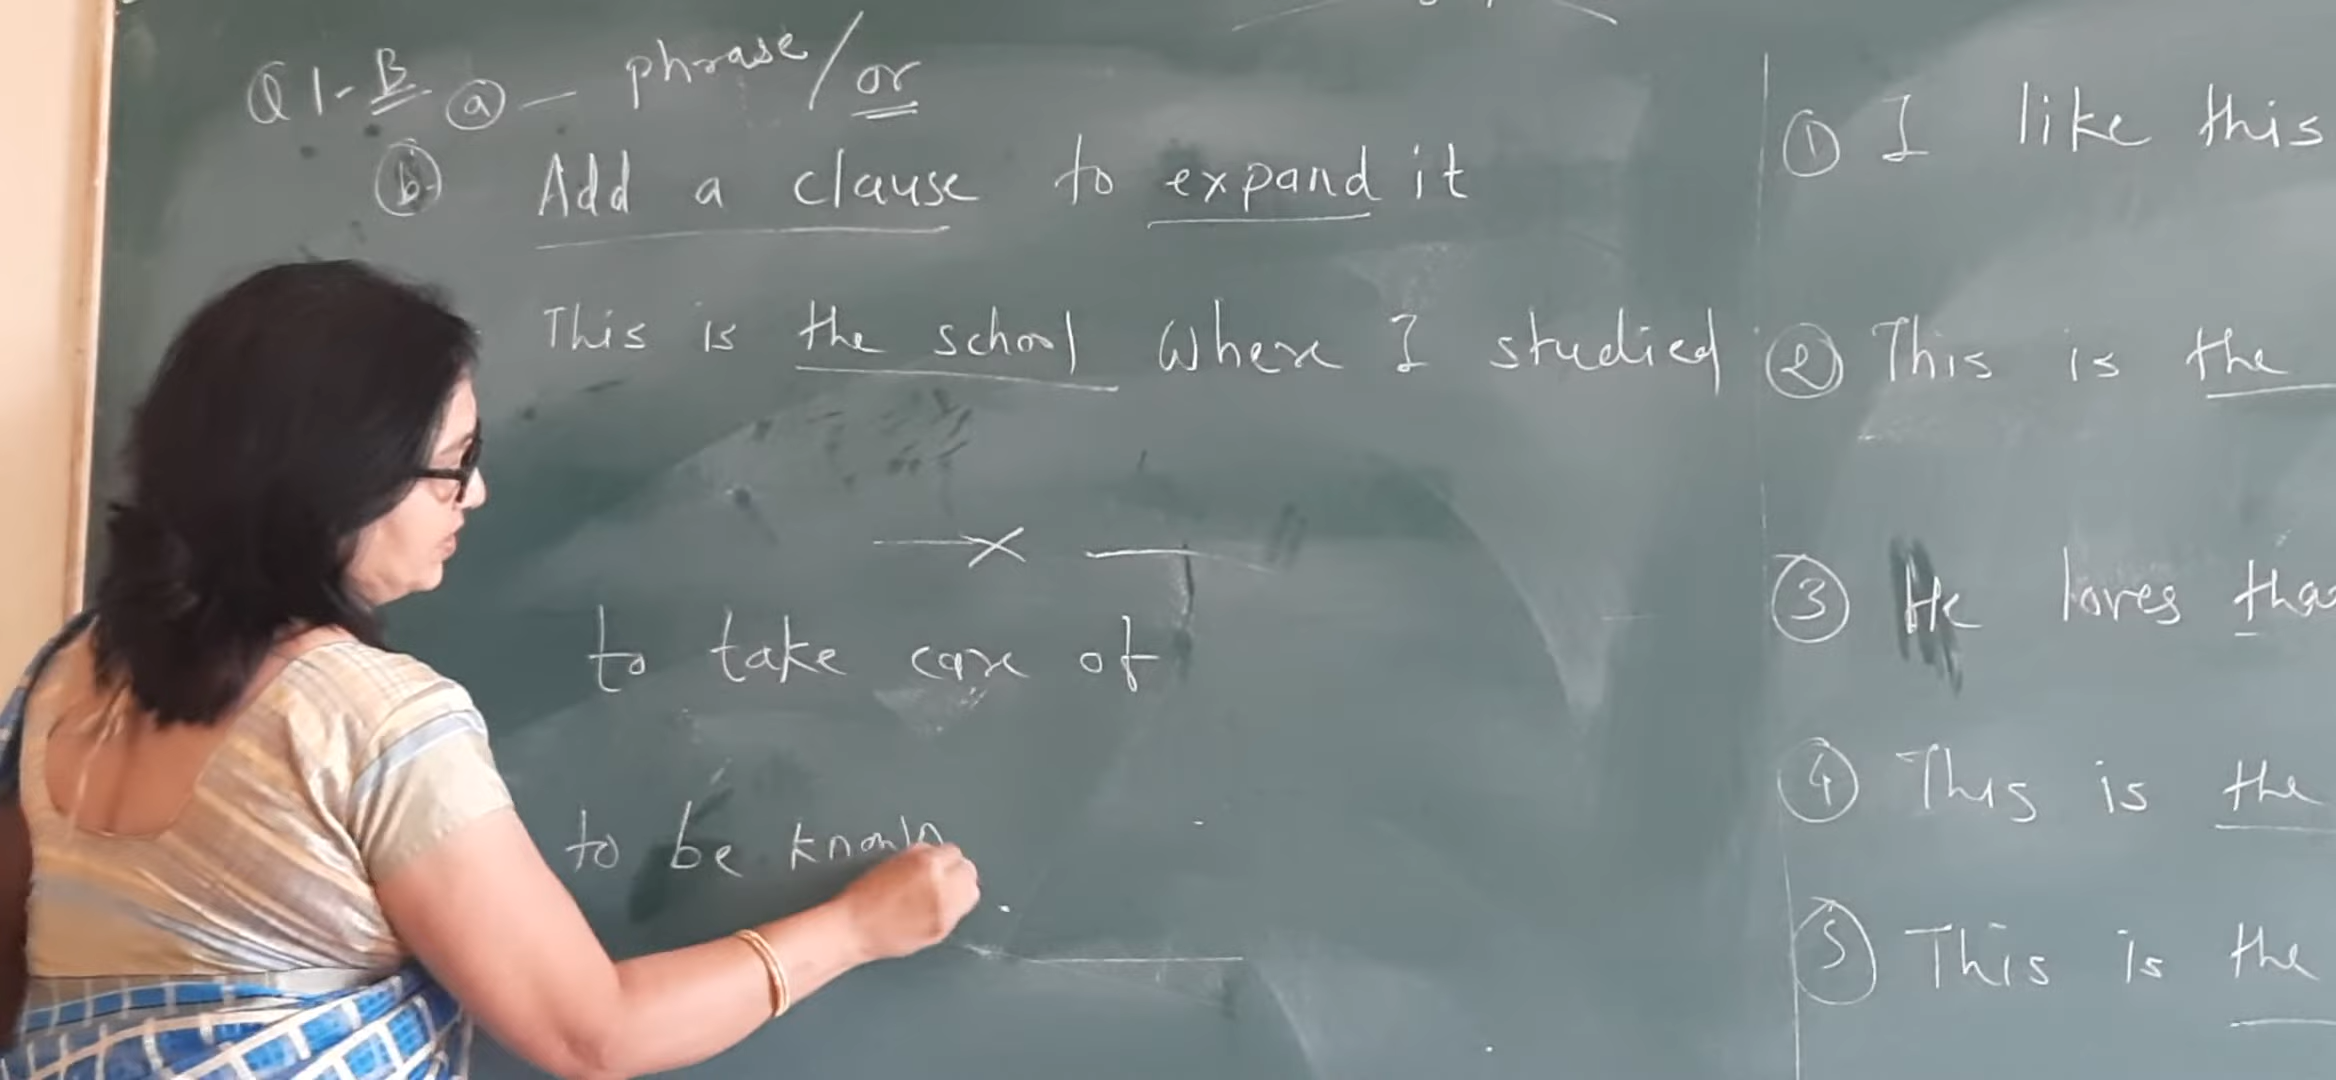 Q1-B (a) — phrase / or
(b) Add a clause to expand it
This is the school where I studied
to take care of
to be known
(1) I like this
(2) This is the
(3) He loves
(4) This is the
(5) This is the